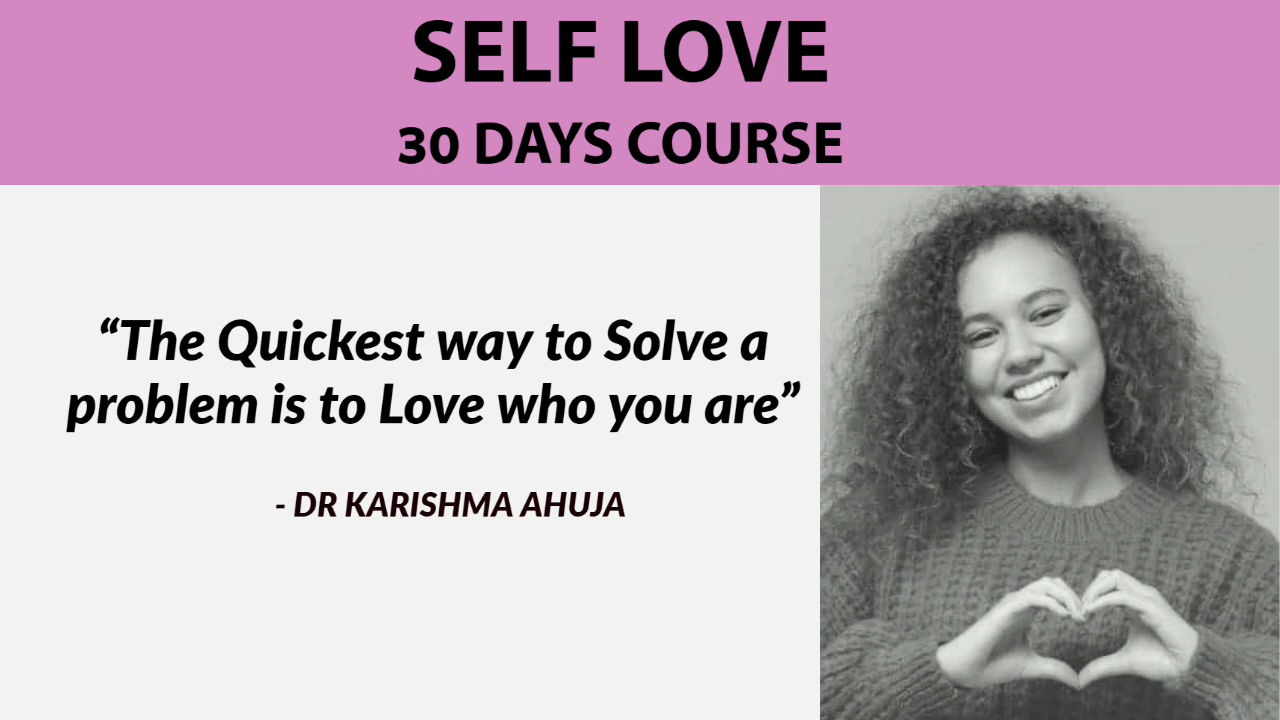 SELF LOVE
30 DAYS COURSE
“The Quickest way to Solve a
problem is to Love who you are”
- DR KARISHMA AHUJA